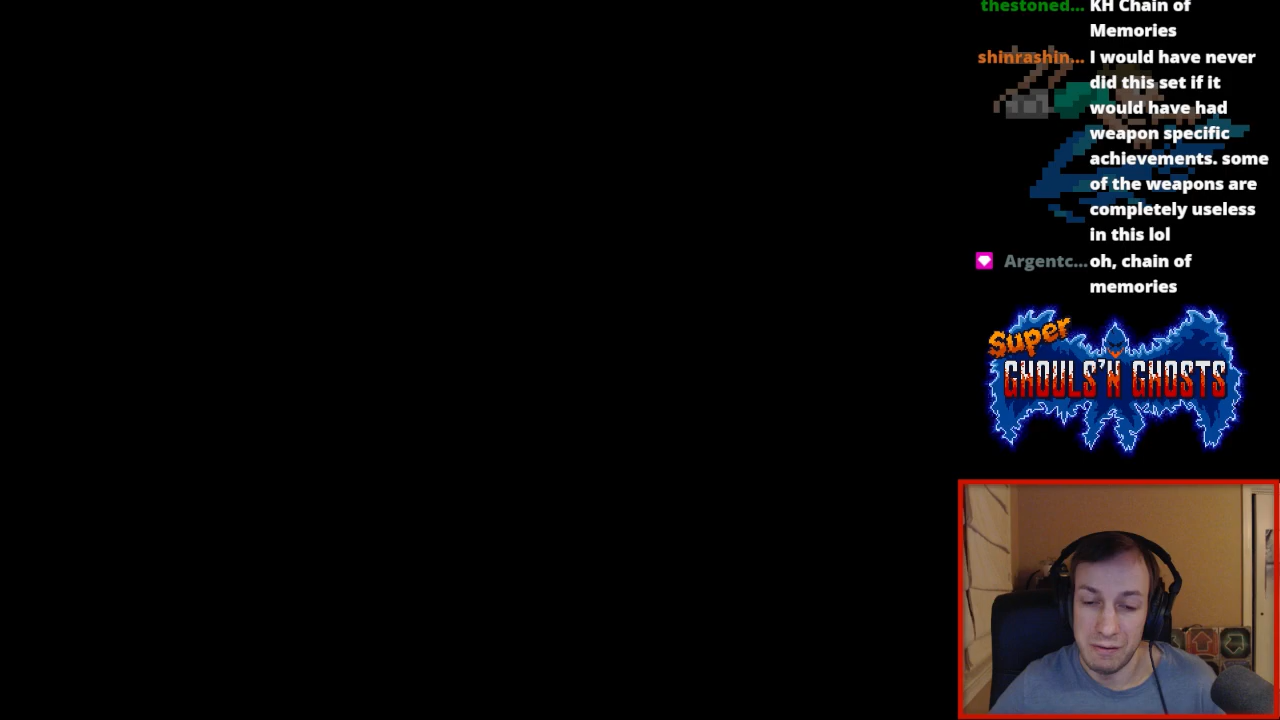 thestoned... KH Chain of
Memories
shinrashin... I would have never
did this set if it
would have had
weapon specific
achievements. some
of the weapons are
completely useless
in this lol
Argentc... oh, chain of
memories
Super
GHOULS'N GHOSTS